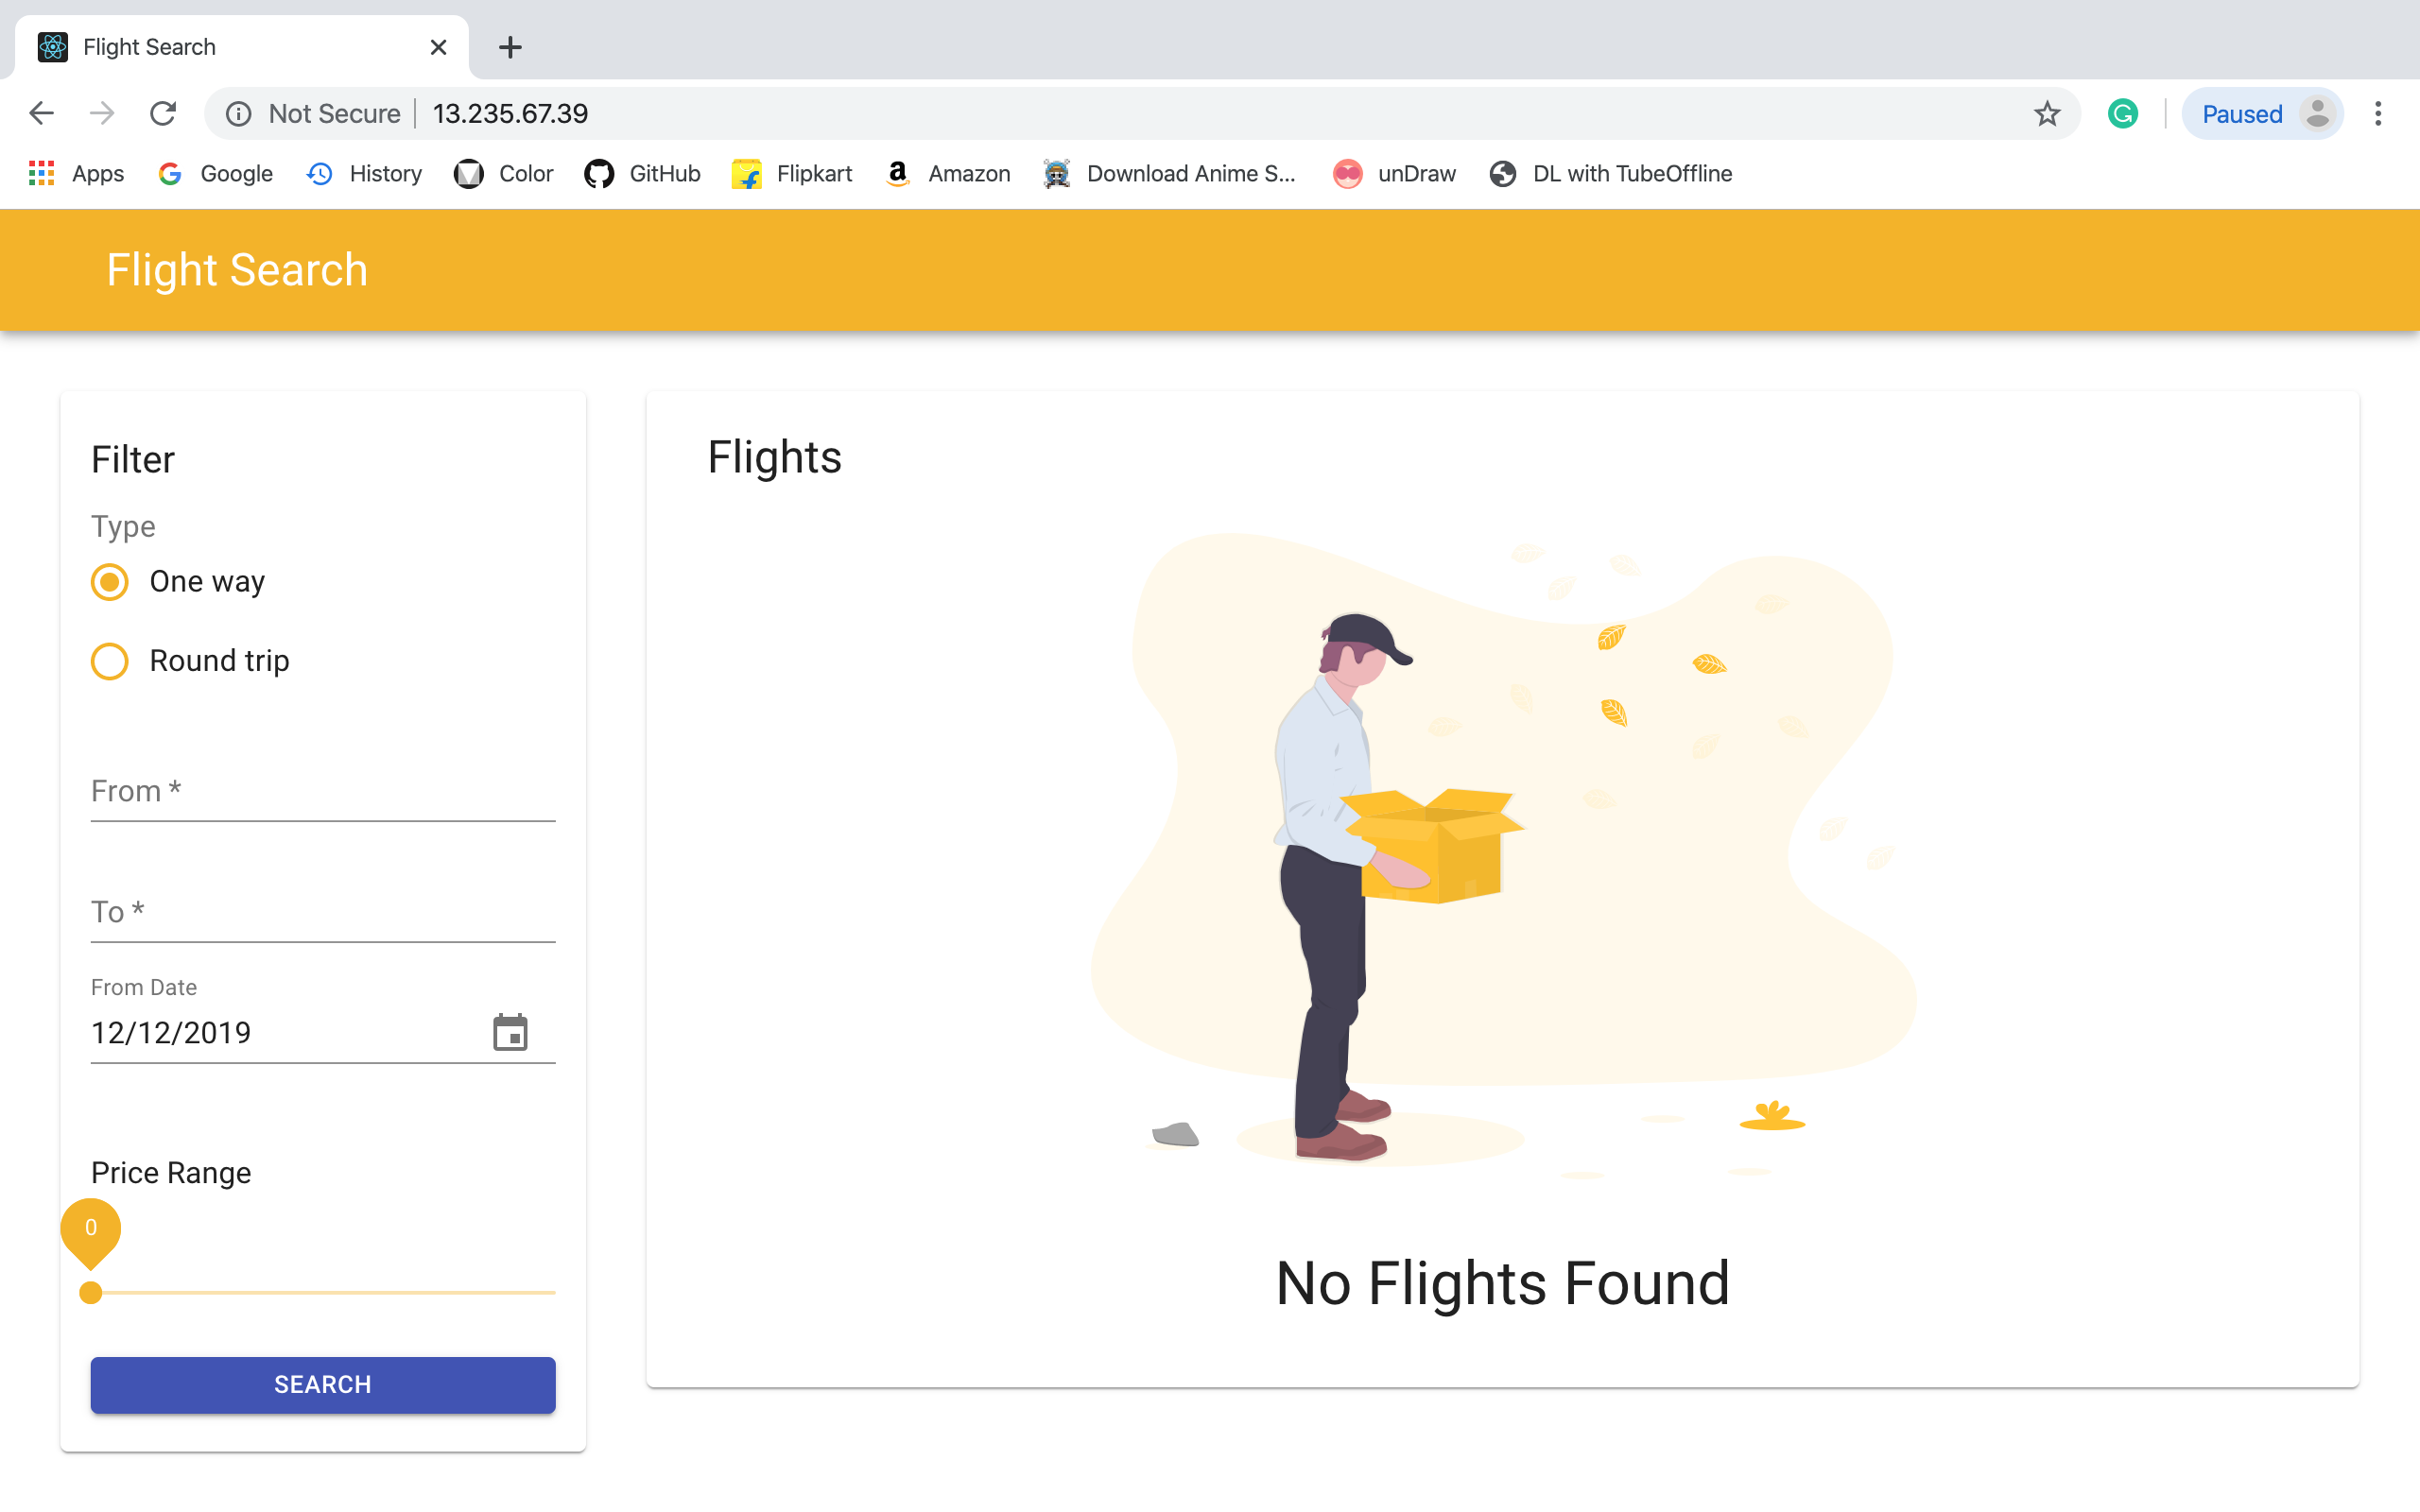 Flight Search
Not Secure 13.235.67.39
Paused
Apps Google History Color GitHub Flipkart Amazon Download Anime S... unDraw DL with TubeOffline
Flight Search
Filter
Type
One way
Round trip
From *
To *
From Date
12/12/2019
Price Range
0
SEARCH
Flights
No Flights Found